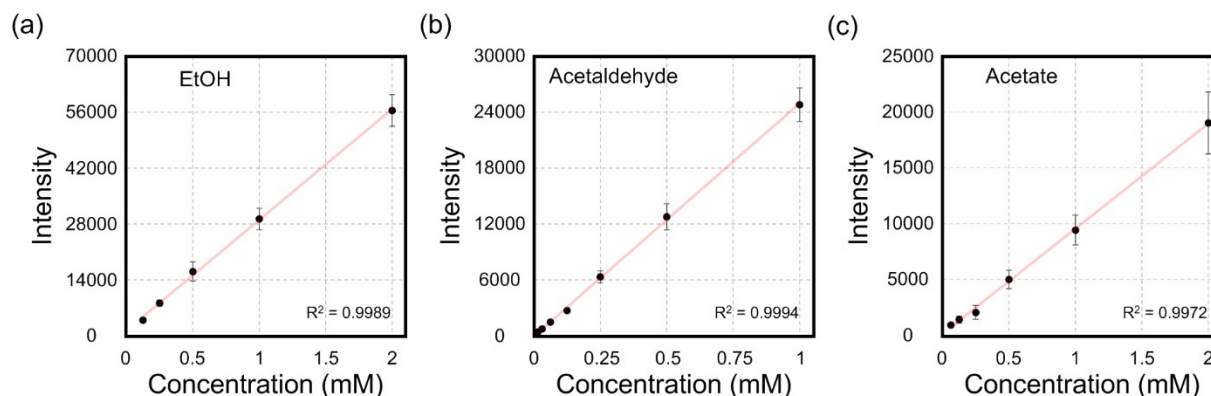 (a)
70000
56000
42000
28000
14000
0
Intensity
EtOH
R² = 0.9989
0
0.5
1
1.5
2
Concentration (mM)
(b)
30000
24000
18000
12000
6000
0
Intensity
Acetaldehyde
R² = 0.9994
0
0.25
0.5
0.75
1
Concentration (mM)
(c)
25000
20000
15000
10000
5000
0
Intensity
Acetate
R² = 0.9972
0
0.5
1
1.5
2
Concentration (mM)